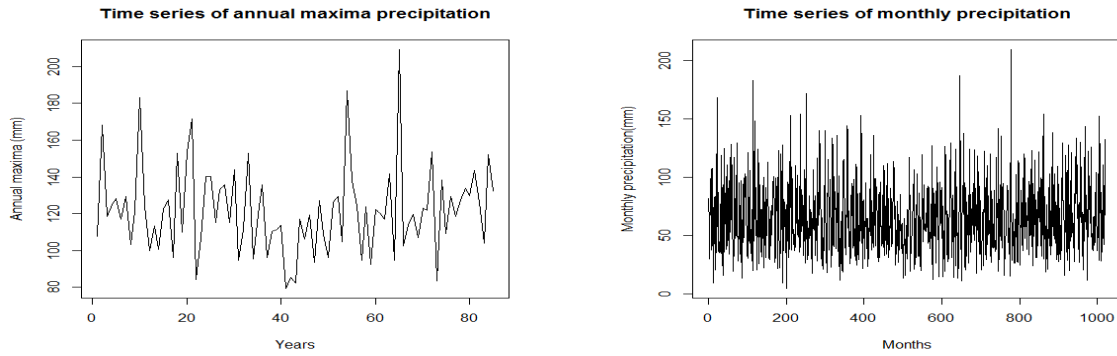 Time series of annual maxima precipitation
Annual maxima (mm)
200
180
160
140
120
100
80
0 20 40 60 80
Years
Time series of monthly precipitation
Monthly precipitation(mm)
200
150
100
50
0
0 200 400 600 800 1000
Months